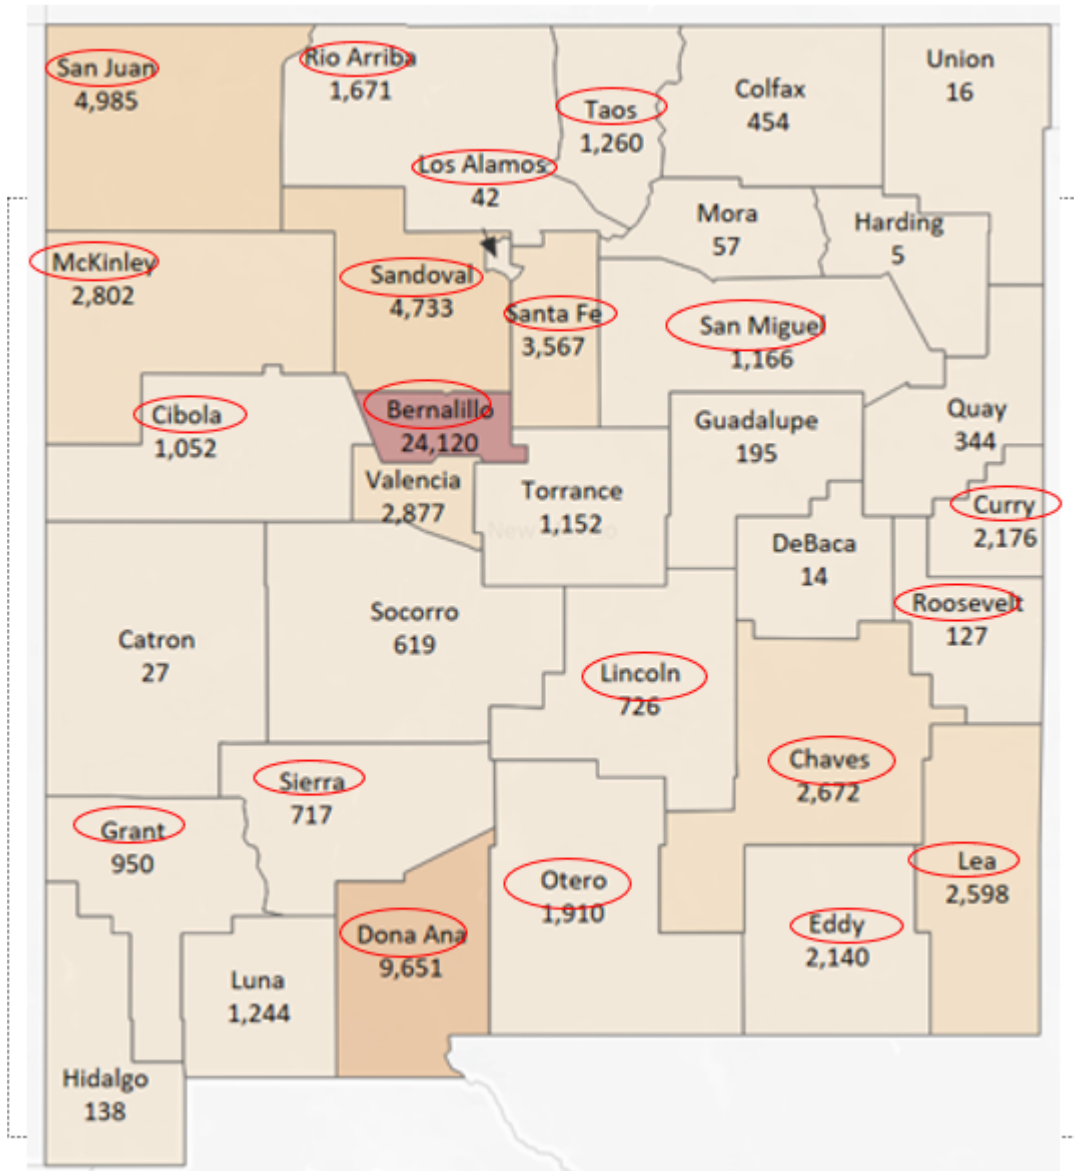 San Juan
4,985
Rio Arriba
1,671
Taos
1,260
Colfax
454
Union
16
Los Alamos
42
Mora
57
Harding
5
McKinley
2,802
Sandoval
4,733
Santa Fe
3,567
San Miguel
1,166
Cibola
1,052
Bernalillo
24,120
Guadalupe
195
Quay
344
Valencia
2,877
Torrance
1,152
Curry
2,176
DeBaca
14
Roosevelt
127
Catron
27
Socorro
619
Lincoln
726
Chaves
2,672
Sierra
717
Grant
950
Otero
1,910
Lea
2,598
Eddy
2,140
Dona Ana
9,651
Luna
1,244
Hidalgo
138